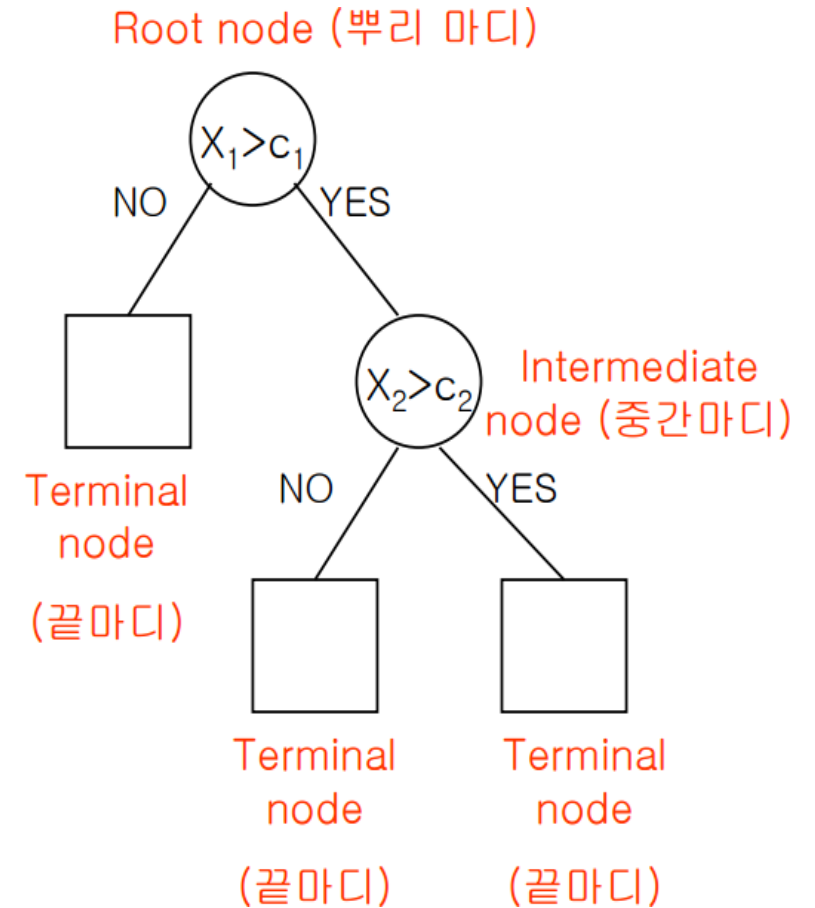 Root node (뿌리 마디)
X₁>c₁
NO
YES
X₂>c₂
Intermediate
node (중간마디)
Terminal
node
(끝마디)
NO
YES
Terminal
node
(끝마디)
Terminal
node
(끝마디)